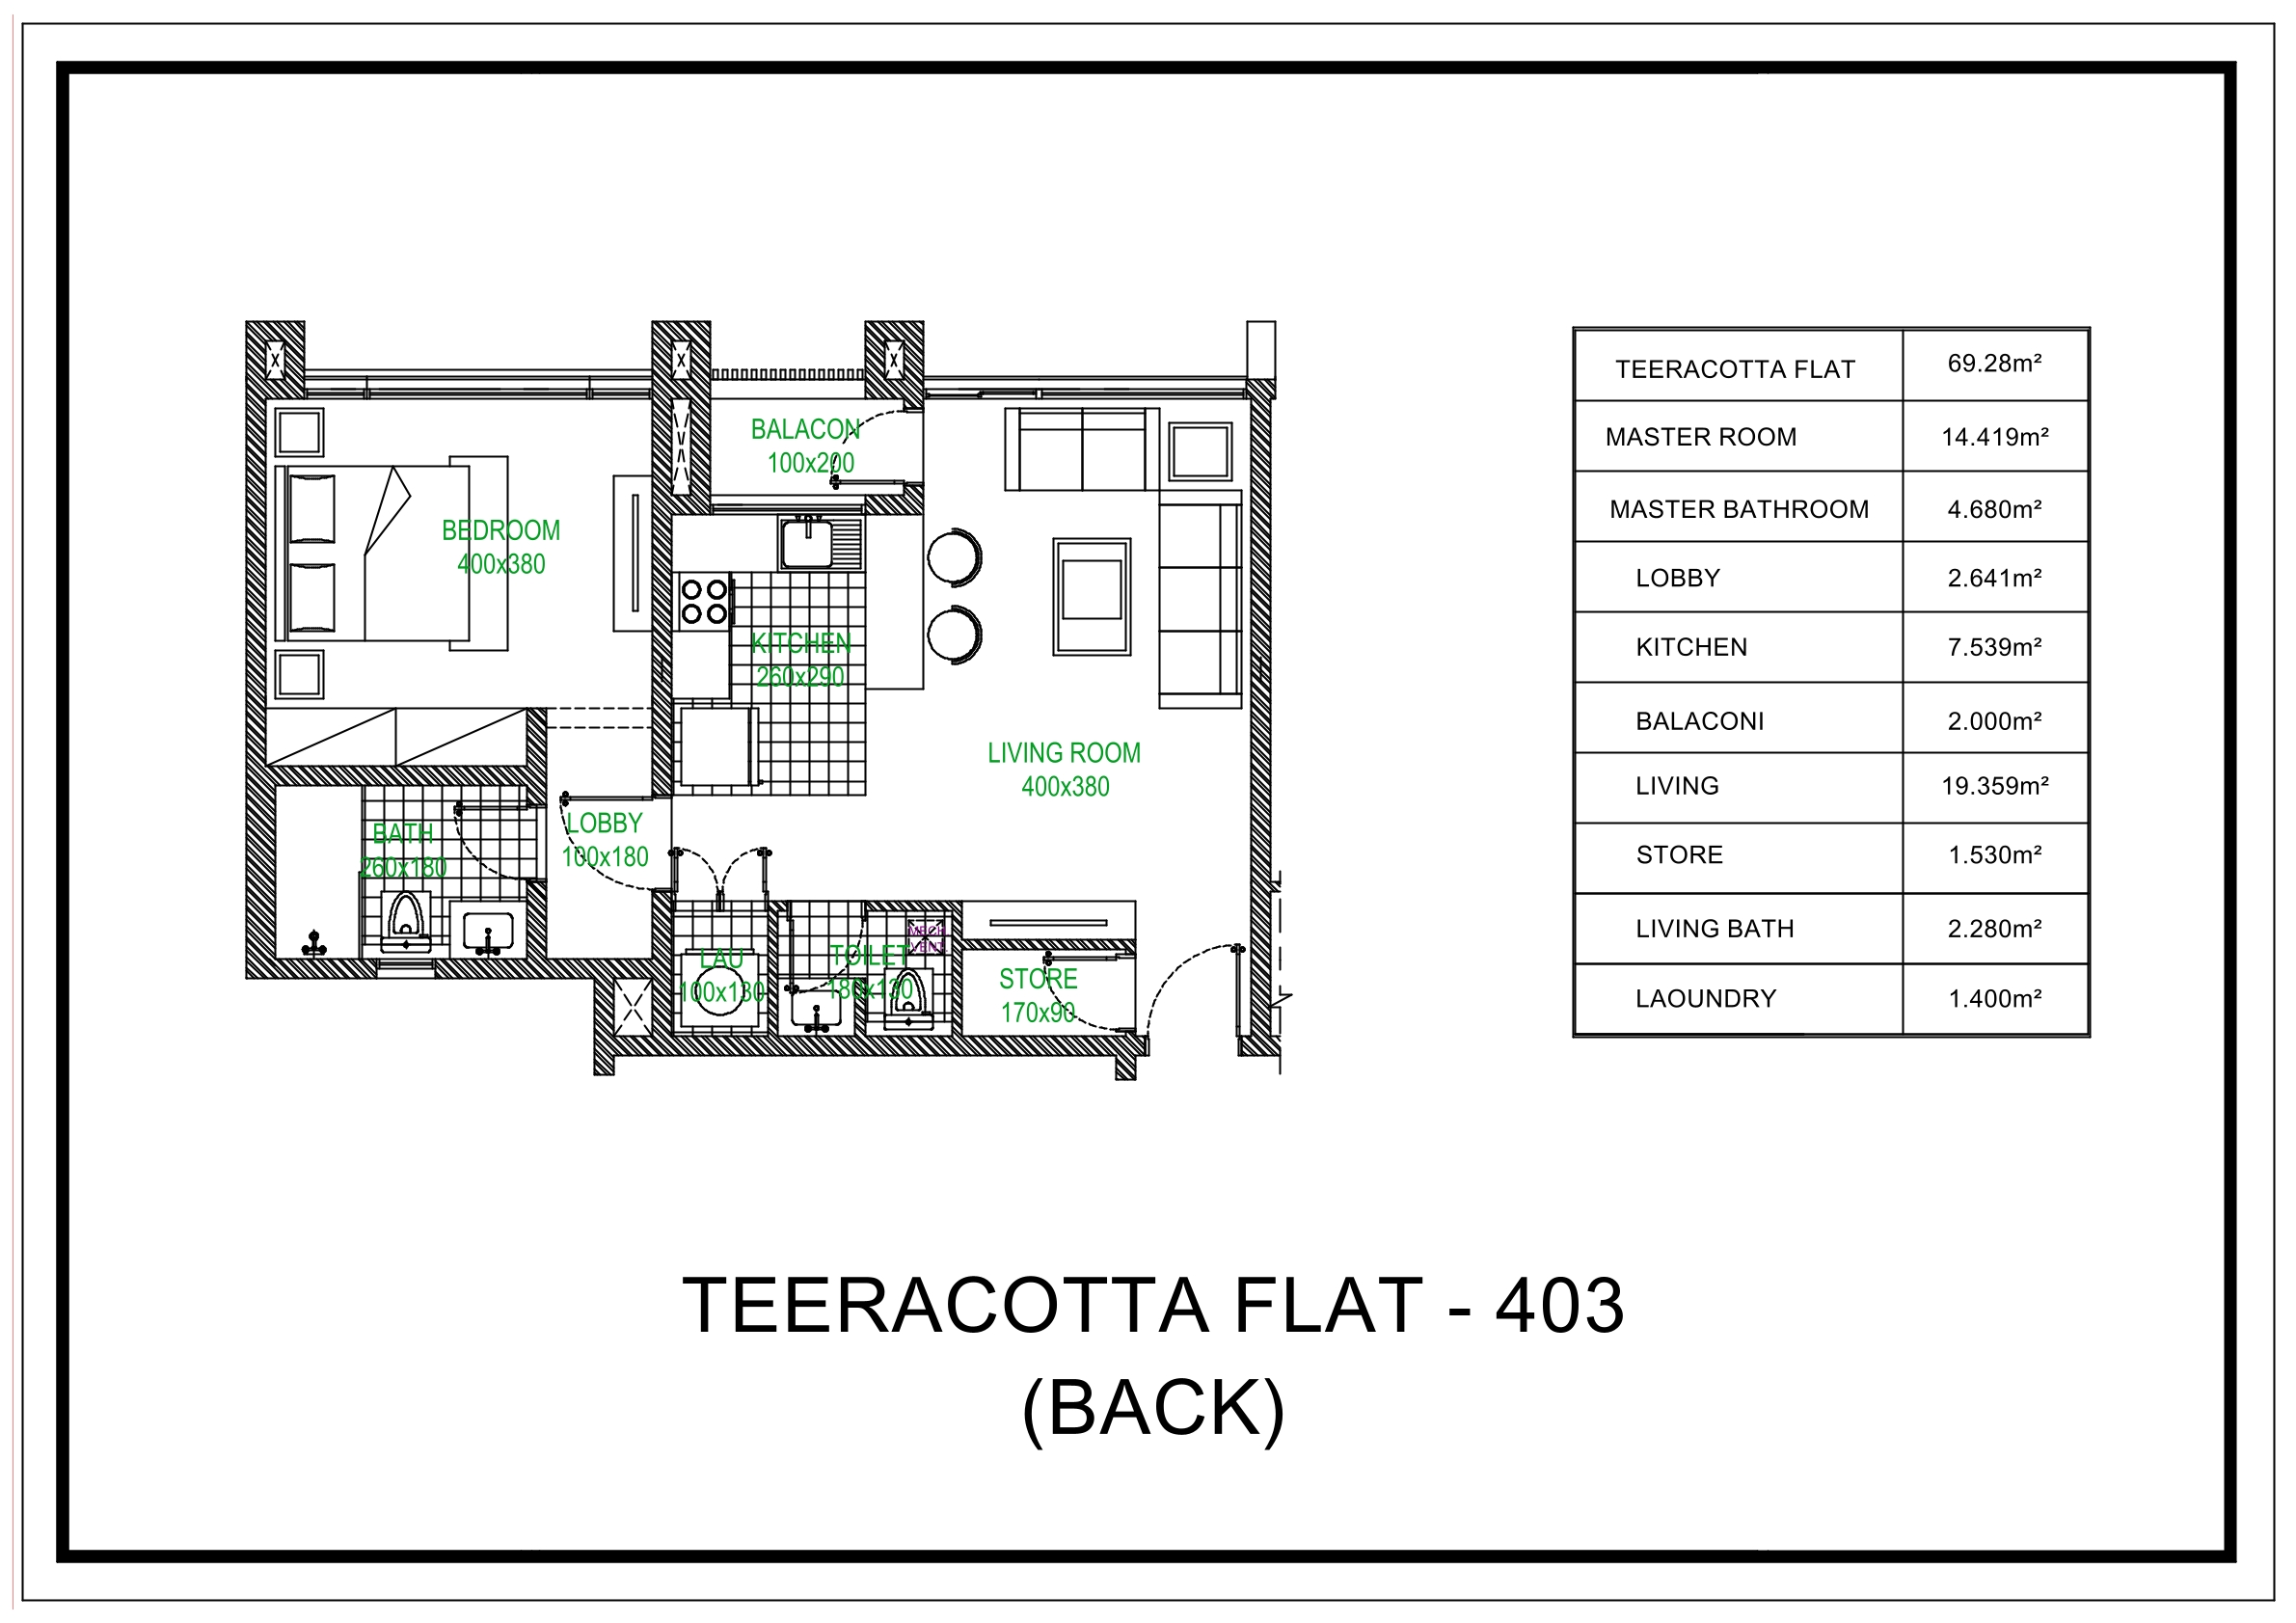 BALACON
100x200
BEDROOM
400x380
KITCHEN
260x290
LIVING ROOM
400x380
BATH
260x180
LOBBY
100x180
LAU
100x130
TOILET
180x130
MECH
VENT.
STORE
170x90
TEERACOTTA FLAT 69.28m²
MASTER ROOM 14.419m²
MASTER BATHROOM 4.680m²
LOBBY 2.641m²
KITCHEN 7.539m²
BALACONI 2.000m²
LIVING 19.359m²
STORE 1.530m²
LIVING BATH 2.280m²
LAOUNDRY 1.400m²
TEERACOTTA FLAT - 403
(BACK)